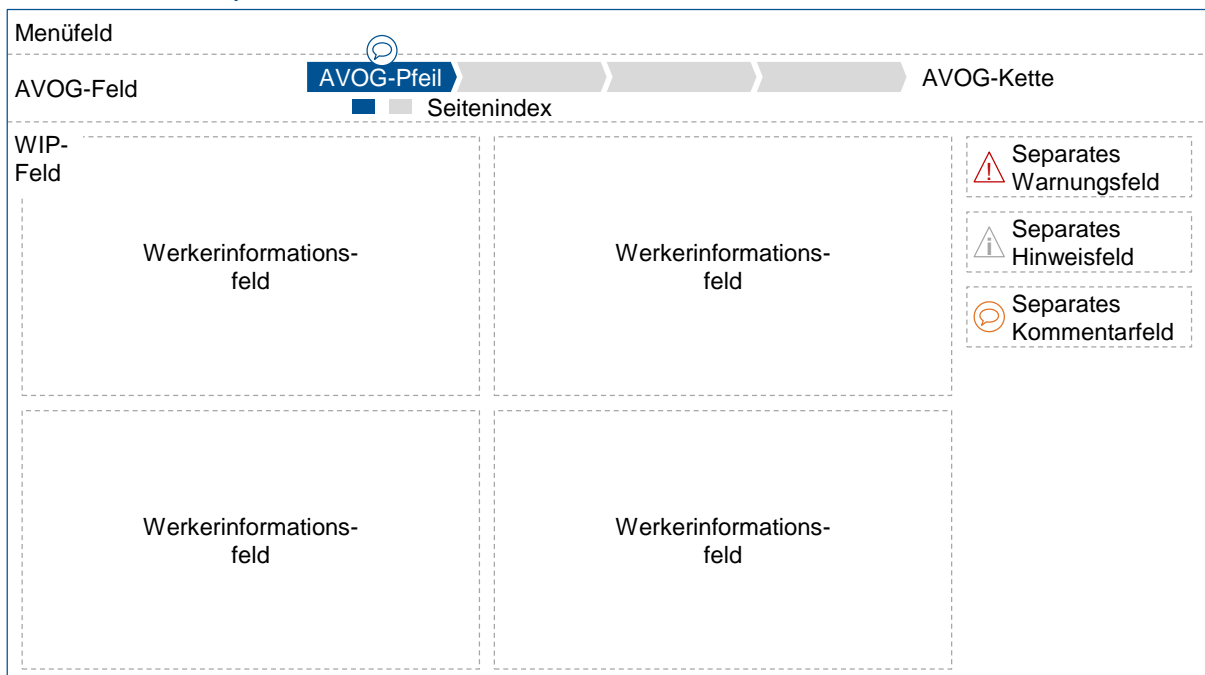 Menüfeld
AVOG-Feld
AVOG-Pfeil
AVOG-Kette
Seitenindex
WIP-
Feld
Werkerinformations-
feld
Werkerinformations-
feld
Separates
Warnungsfeld
Separates
Hinweisfeld
Separates
Kommentarfeld
Werkerinformations-
feld
Werkerinformations-
feld